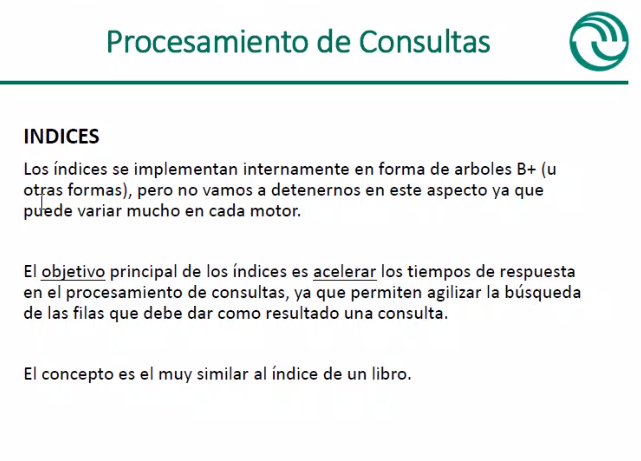 Procesamiento de Consultas
INDICES
Los índices se implementan internamente en forma de arboles B+ (u
otras formas), pero no vamos a detenernos en este aspecto ya que
puede variar mucho en cada motor.
El objetivo principal de los índices es acelerar los tiempos de respuesta
en el procesamiento de consultas, ya que permiten agilizar la búsqueda
de las filas que debe dar como resultado una consulta.
El concepto es el muy similar al índice de un libro.